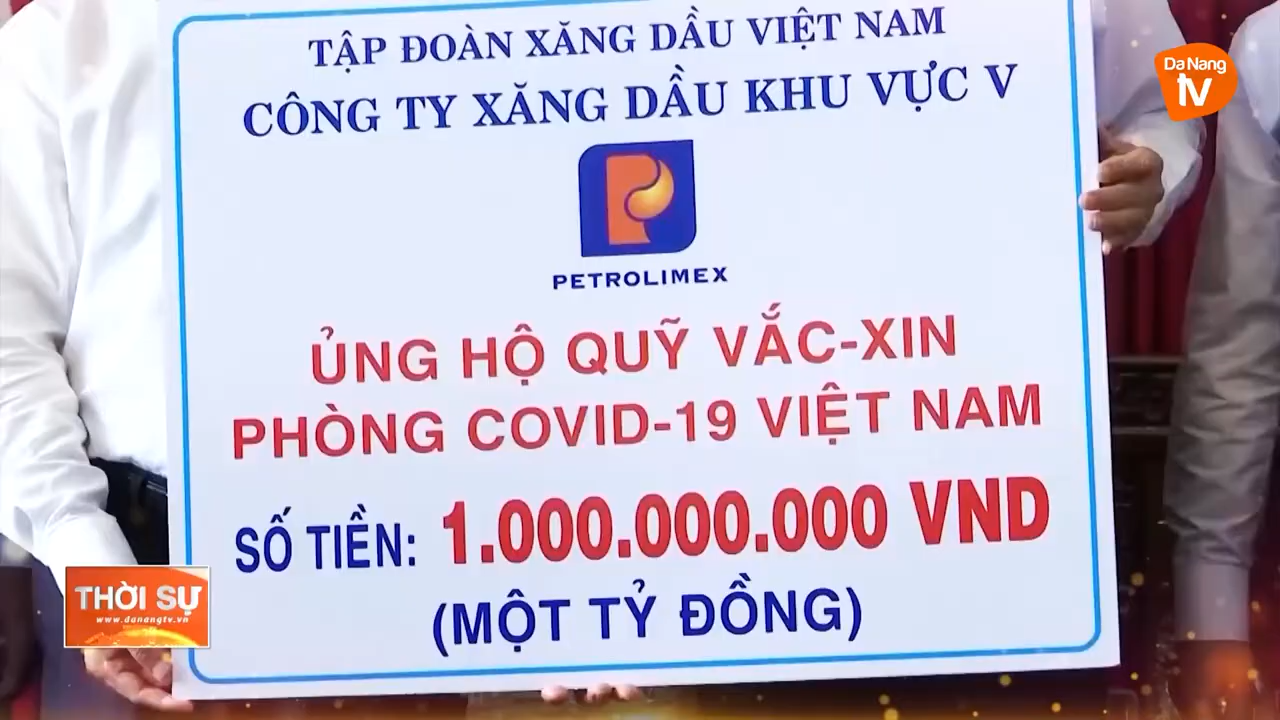 TẬP ĐOÀN XĂNG DẦU VIỆT NAM
CÔNG TY XĂNG DẦU KHU VỰC V
PETROLIMEX
ỦNG HỘ QUỸ VẮC-XIN
PHÒNG COVID-19 VIỆT NAM
SỐ TIỀN: 1.000.000.000 VND
(MỘT TỶ ĐỒNG)
Da Nang
tv
THỜI SỰ
www.danangtv.vn